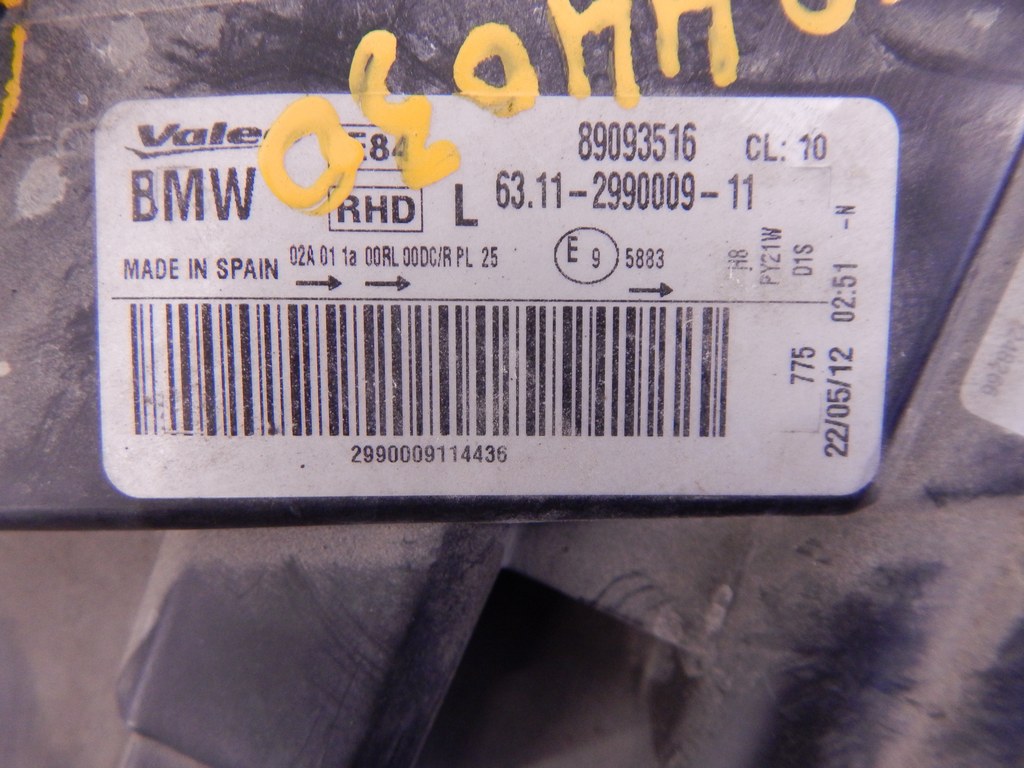 Valeo E84 89093516 CL: 10
BMW RHD L 63.11-2990009-11
MADE IN SPAIN 02A 01 1a 00RL 00DC/R PL 25 E 9 5883
H8
PY21W
D1S
775
22/05/12 02:51 -N
2990009114436